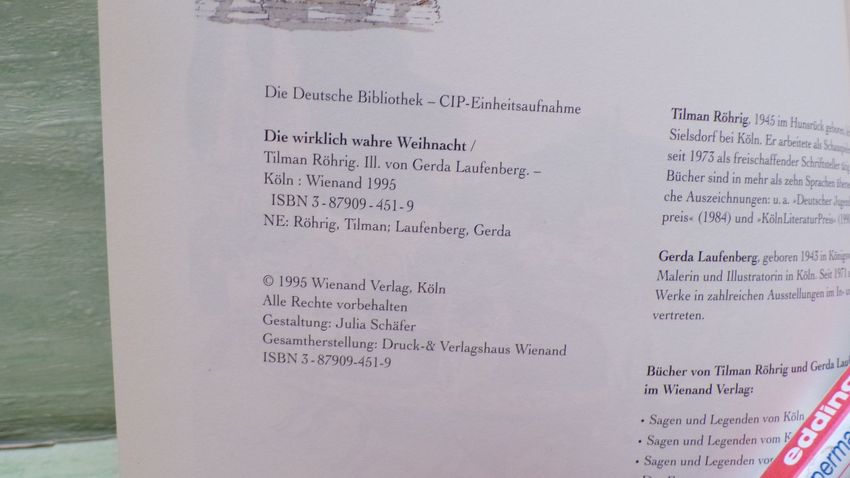 Die Deutsche Bibliothek – CIP-Einheitsaufnahme
Die wirklich wahre Weihnacht /
Tilman Röhrig. Ill. von Gerda Laufenberg. –
Köln : Wienand 1995
ISBN 3-87909-451-9
NE: Röhrig, Tilman; Laufenberg, Gerda
© 1995 Wienand Verlag, Köln
Alle Rechte vorbehalten
Gestaltung: Julia Schäfer
Gesamtherstellung: Druck-& Verlagshaus Wienand
ISBN 3-87909-451-9
Tilman Röhrig, 1945 im Hunsrück geboren,
Sielsdorf bei Köln. Er arbeitete als
seit 1973 als freischaffender Schriftsteller
Bücher sind in mehr als zehn Sprachen
che Auszeichnungen: u. a. »Deutscher
preis« (1984) und »KölnLiteraturPreis«
Gerda Laufenberg, geboren 1943 in
Malerin und Illustratorin in Köln. Seit 1971
Werke in zahlreichen Ausstellungen im In-
vertreten.
Bücher von Tilman Röhrig und Gerda
im Wienand Verlag:
• Sagen und Legenden von Köln
• Sagen und Legenden vom
• Sagen und Legenden
edding
perma